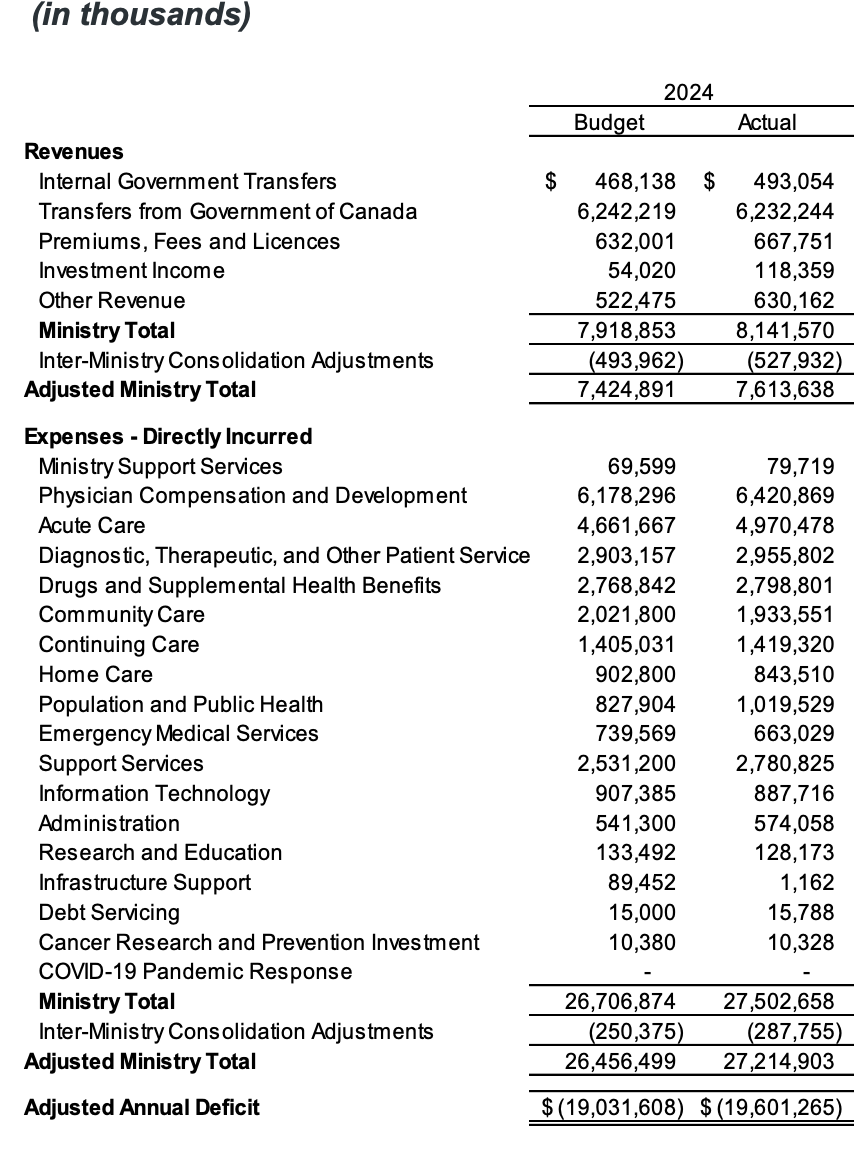 (in thousands)
2024
Budget Actual
Revenues
Internal Government Transfers $ 468,138 $ 493,054
Transfers from Government of Canada 6,242,219 6,232,244
Premiums, Fees and Licences 632,001 667,751
Investment Income 54,020 118,359
Other Revenue 522,475 630,162
Ministry Total 7,918,853 8,141,570
Inter-Ministry Consolidation Adjustments (493,962) (527,932)
Adjusted Ministry Total 7,424,891 7,613,638
Expenses - Directly Incurred
Ministry Support Services 69,599 79,719
Physician Compensation and Development 6,178,296 6,420,869
Acute Care 4,661,667 4,970,478
Diagnostic, Therapeutic, and Other Patient Service 2,903,157 2,955,802
Drugs and Supplemental Health Benefits 2,768,842 2,798,801
Community Care 2,021,800 1,933,551
Continuing Care 1,405,031 1,419,320
Home Care 902,800 843,510
Population and Public Health 827,904 1,019,529
Emergency Medical Services 739,569 663,029
Support Services 2,531,200 2,780,825
Information Technology 907,385 887,716
Administration 541,300 574,058
Research and Education 133,492 128,173
Infrastructure Support 89,452 1,162
Debt Servicing 15,000 15,788
Cancer Research and Prevention Investment 10,380 10,328
COVID-19 Pandemic Response - -
Ministry Total 26,706,874 27,502,658
Inter-Ministry Consolidation Adjustments (250,375) (287,755)
Adjusted Ministry Total 26,456,499 27,214,903
Adjusted Annual Deficit $ (19,031,608) $ (19,601,265)